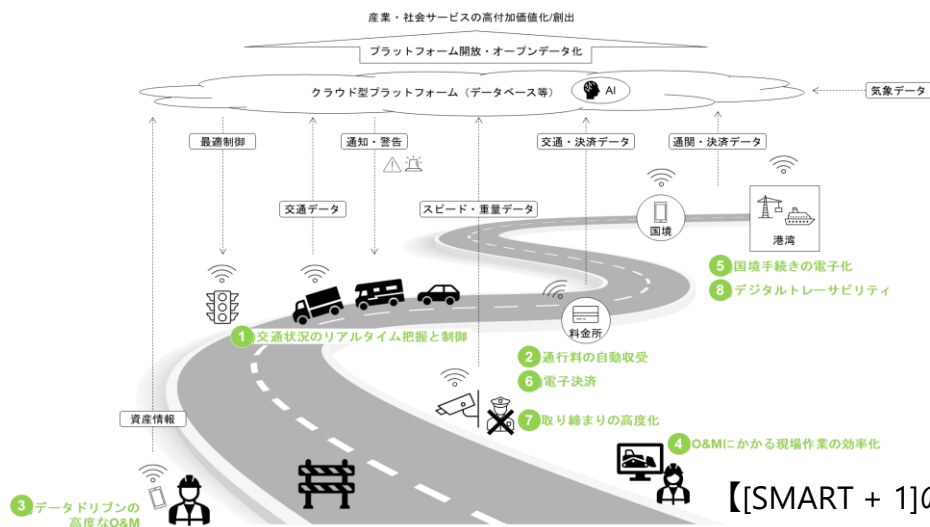 産業・社会サービスの高付加価値化/創出
プラットフォーム開放・オープンデータ化
クラウド型プラットフォーム（データベース等）
AI
気象データ
最適制御
通知・警告
交通・決済データ
通関・決済データ
交通データ
スピード・重量データ
国境
港湾
5 国境手続きの電子化
8 デジタルトレーサビリティ
料金所
1 交通状況のリアルタイム把握と制御
2 通行料の自動収受
6 電子決済
資産情報
7 取り締まりの高度化
4 O&Mにかかる現場作業の効率化
3 データドリブンの
高度なO&M
【[SMART + 1]の